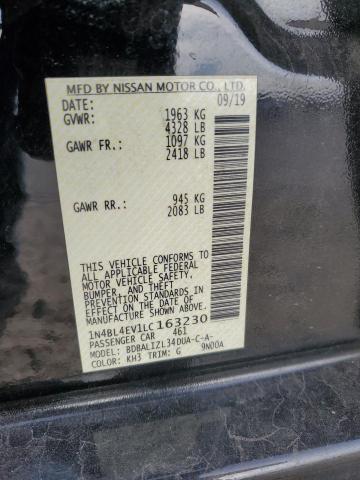 MFD BY NISSAN MOTOR CO., LTD.
DATE: 09/19
GVWR: 1963 KG
4328 LB
GAWR FR.: 1097 KG
2418 LB
GAWR RR.: 945 KG
2083 LB
THIS VEHICLE CONFORMS
TO ALL APPLICABLE FEDERAL
MOTOR VEHICLE SAFETY,
BUMPER, AND THEFT
PREVENTION STANDARDS
IN EFFECT ON THE DATE OF
MANUFACTURE SHOWN ABOVE.
1N4BL4EV1LC163230
PASSENGER CAR 461
MODEL: BDBALIZL34DUA-C-A-
COLOR: KH3 TRIM: G 9N00A